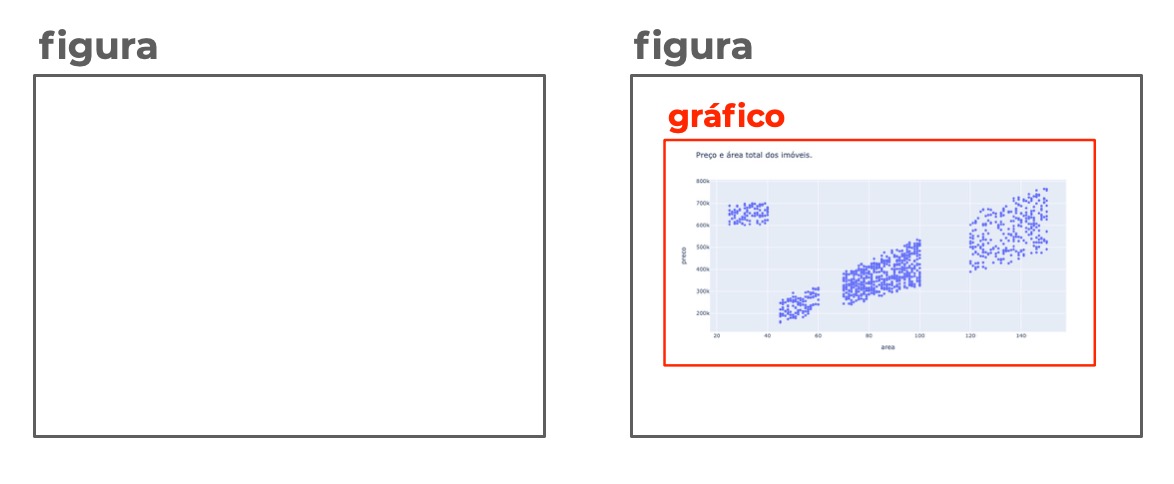 figura
figura
gráfico
Preço e área total dos imóveis.
800k
700k
600k
500k
400k
300k
200k
preco
20 40 60 80 100 120 140
area